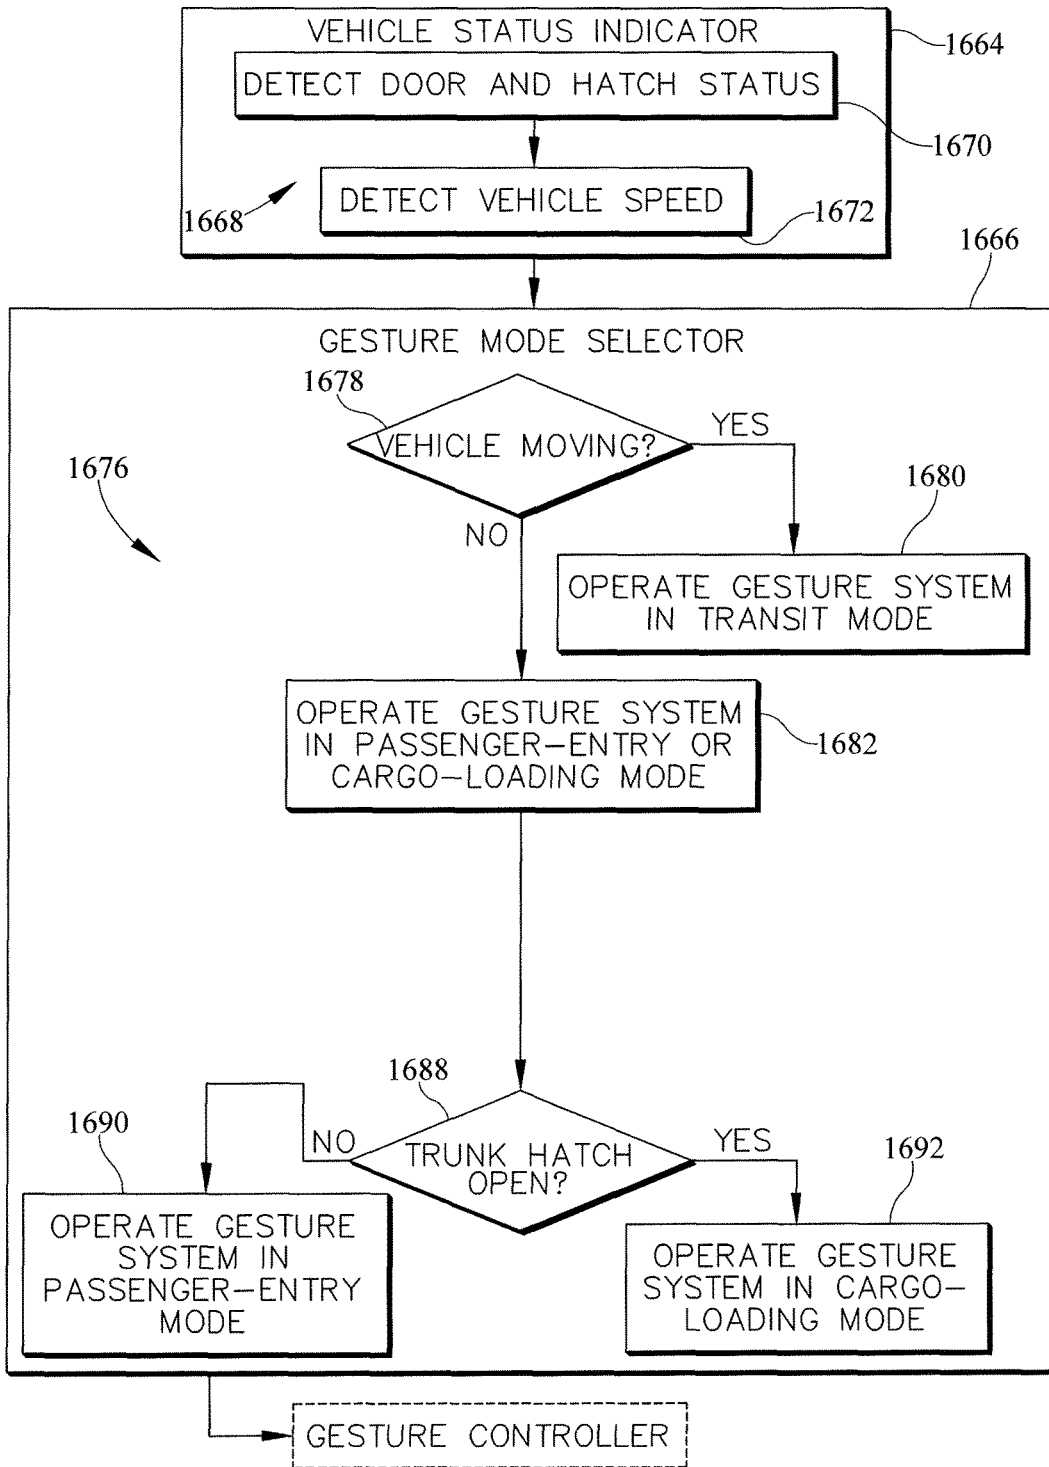 VEHICLE STATUS INDICATOR
1664
DETECT DOOR AND HATCH STATUS
1670
DETECT VEHICLE SPEED
1668
1672
1666
GESTURE MODE SELECTOR
1678
VEHICLE MOVING?
YES
1676
1680
NO
OPERATE GESTURE SYSTEM
IN TRANSIT MODE
OPERATE GESTURE SYSTEM
IN PASSENGER-ENTRY OR
CARGO-LOADING MODE
1682
1688
1690
NO
TRUNK HATCH
OPEN?
YES
1692
OPERATE GESTURE
SYSTEM IN
PASSENGER-ENTRY
MODE
OPERATE GESTURE
SYSTEM IN CARGO-
LOADING MODE
GESTURE CONTROLLER